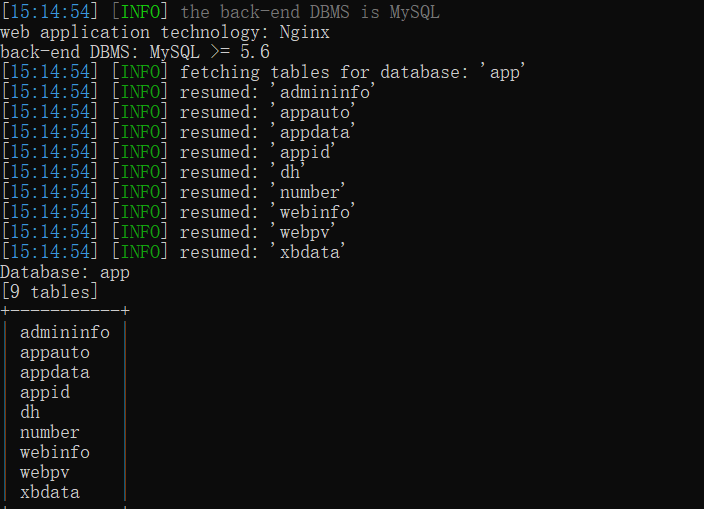 [15:14:54] [INFO] the back-end DBMS is MySQL
web application technology: Nginx
back-end DBMS: MySQL >= 5.6
[15:14:54] [INFO] fetching tables for database: 'app'
[15:14:54] [INFO] resumed: 'admininfo'
[15:14:54] [INFO] resumed: 'appauto'
[15:14:54] [INFO] resumed: 'appdata'
[15:14:54] [INFO] resumed: 'appid'
[15:14:54] [INFO] resumed: 'dh'
[15:14:54] [INFO] resumed: 'number'
[15:14:54] [INFO] resumed: 'webinfo'
[15:14:54] [INFO] resumed: 'webpv'
[15:14:54] [INFO] resumed: 'xbdata'
Database: app
[9 tables]
+-----------+
| admininfo |
| appauto   |
| appdata   |
| appid     |
| dh        |
| number    |
| webinfo   |
| webpv     |
| xbdata    |
+-----------+